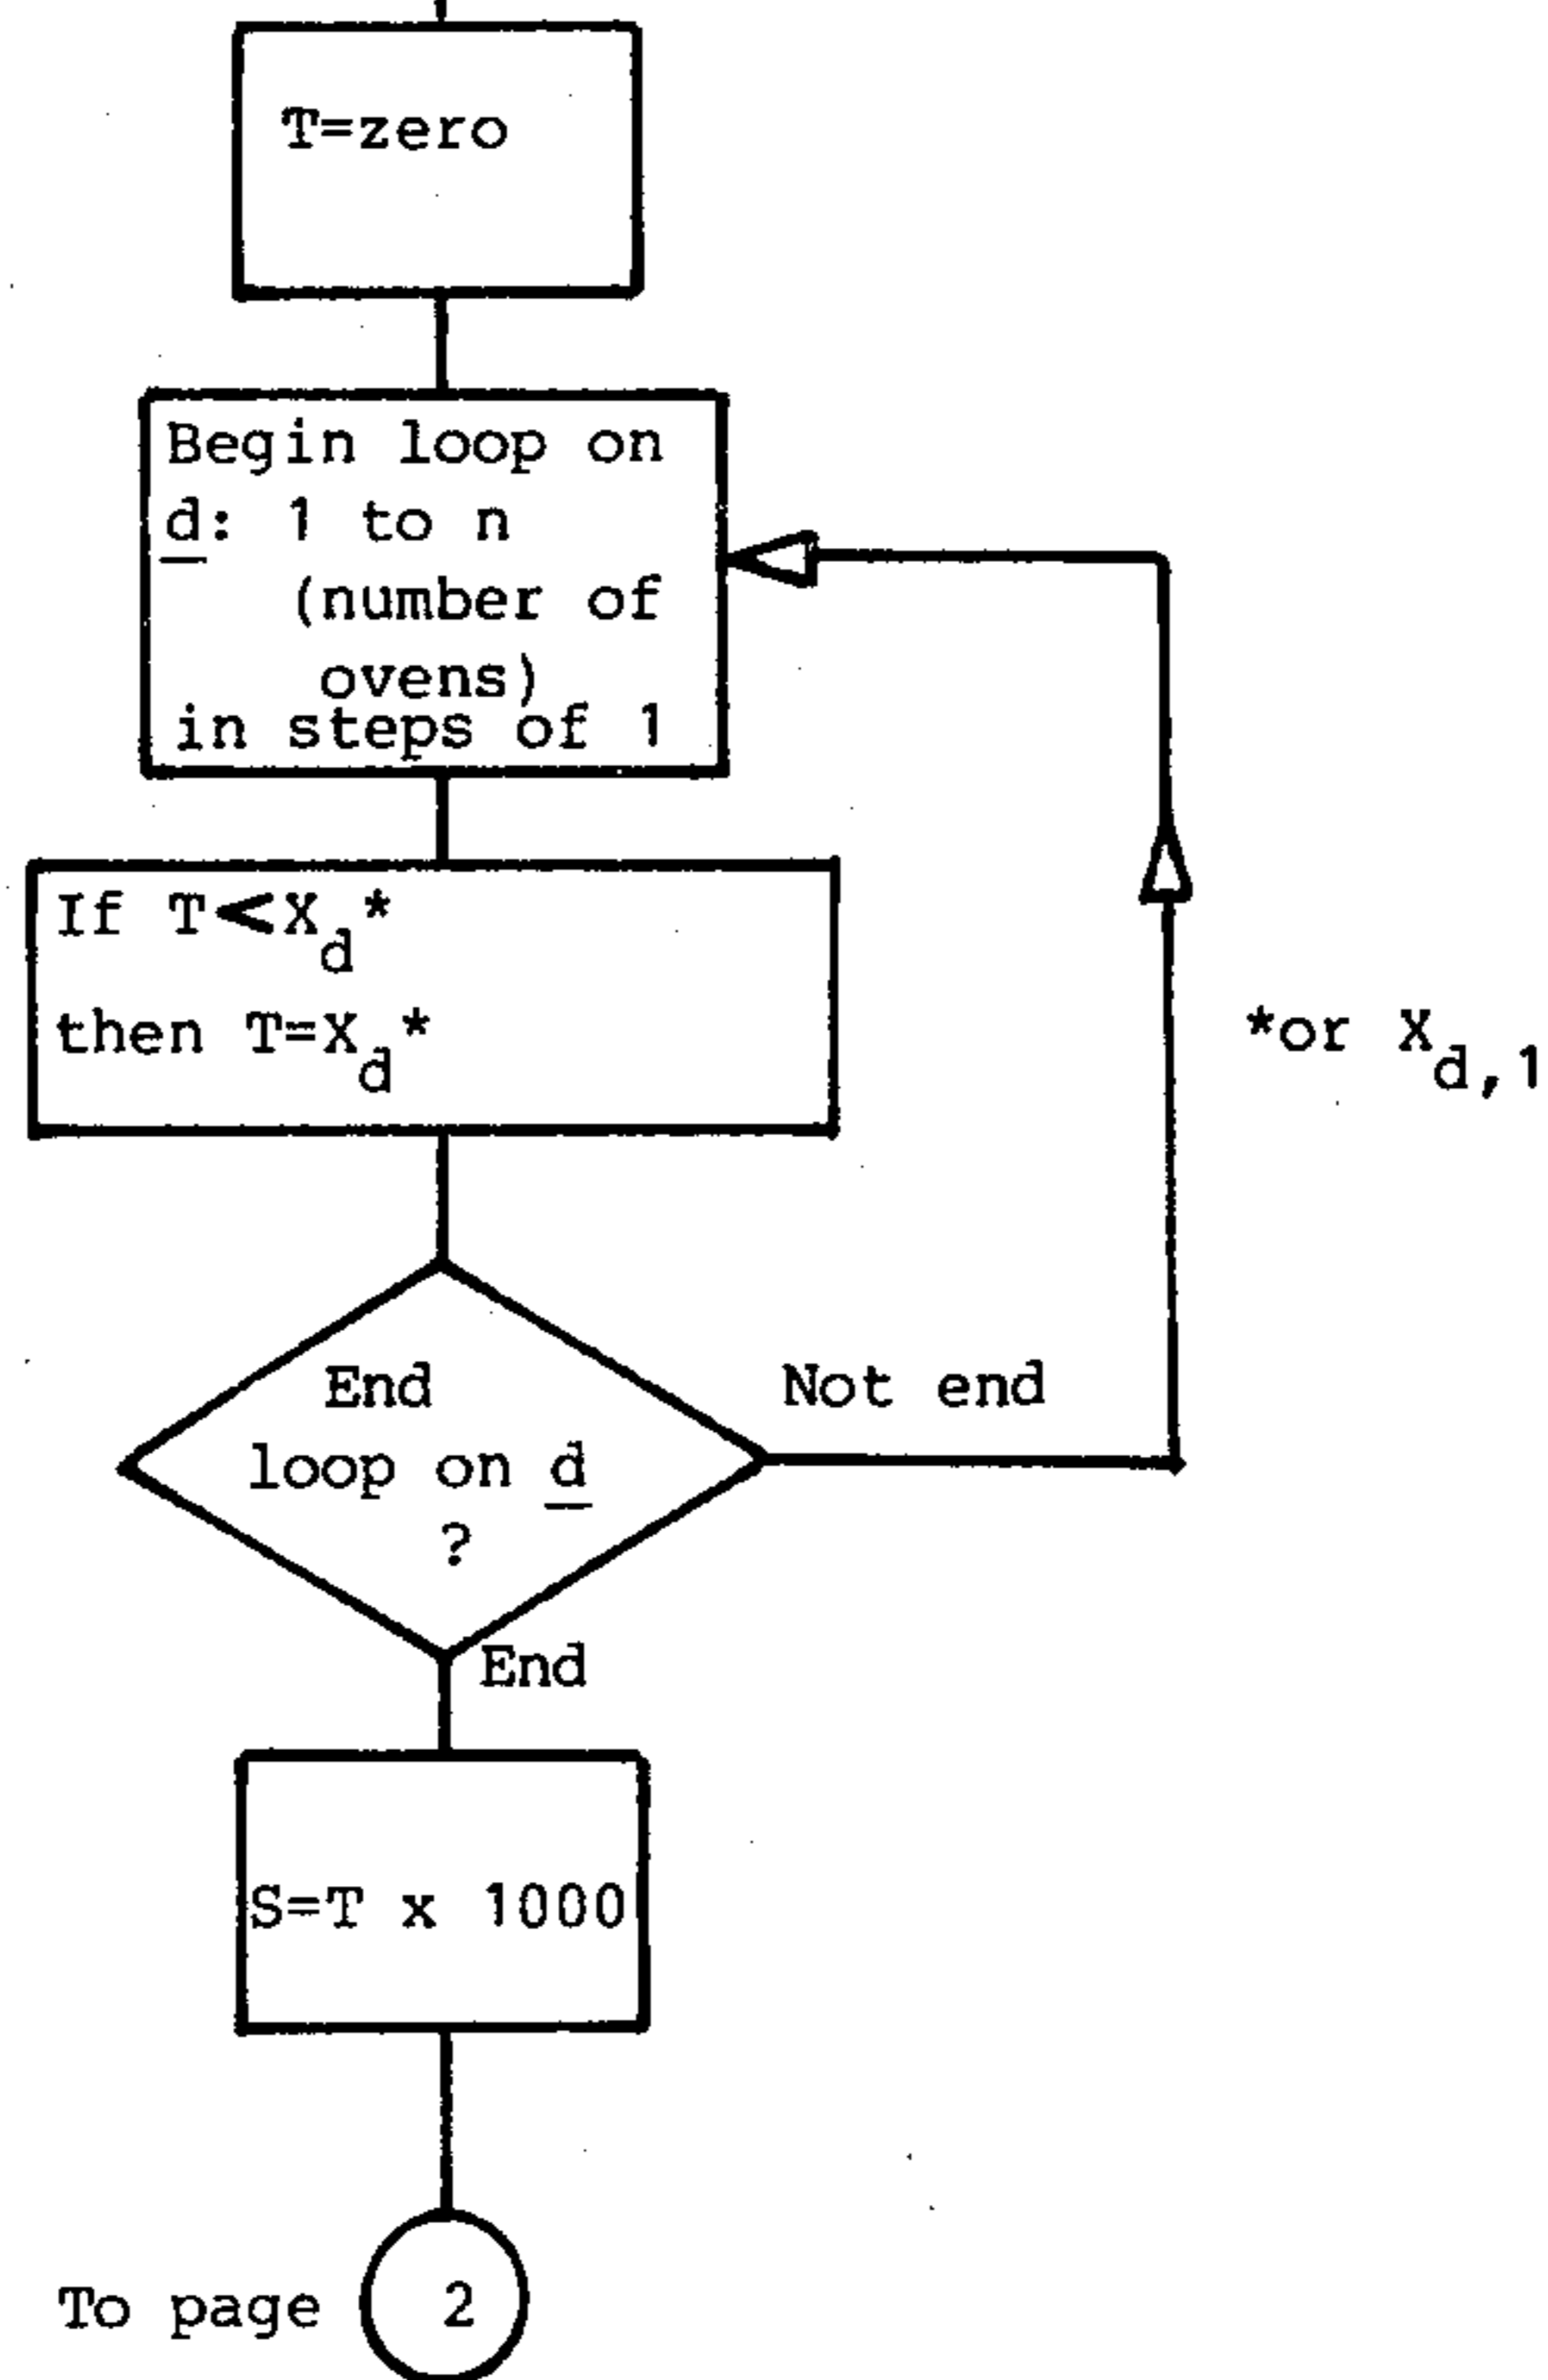 T=zero
Begin loop on
d: 1 to n
(number of
ovens)
in steps of 1
If T<X_d*
then T=X_d*
*or X_d,1
End
loop on d
?
Not end
End
S=T x 1000
To page 2